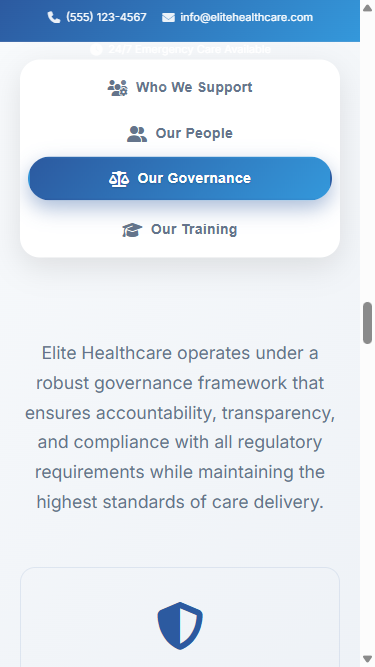 (555) 123-4567 info@elitehealthcare.com
24/7 Emergency Care Available
Who We Support
Our People
Our Governance
Our Training
Elite Healthcare operates under a
robust governance framework that
ensures accountability, transparency,
and compliance with all regulatory
requirements while maintaining the
highest standards of care delivery.